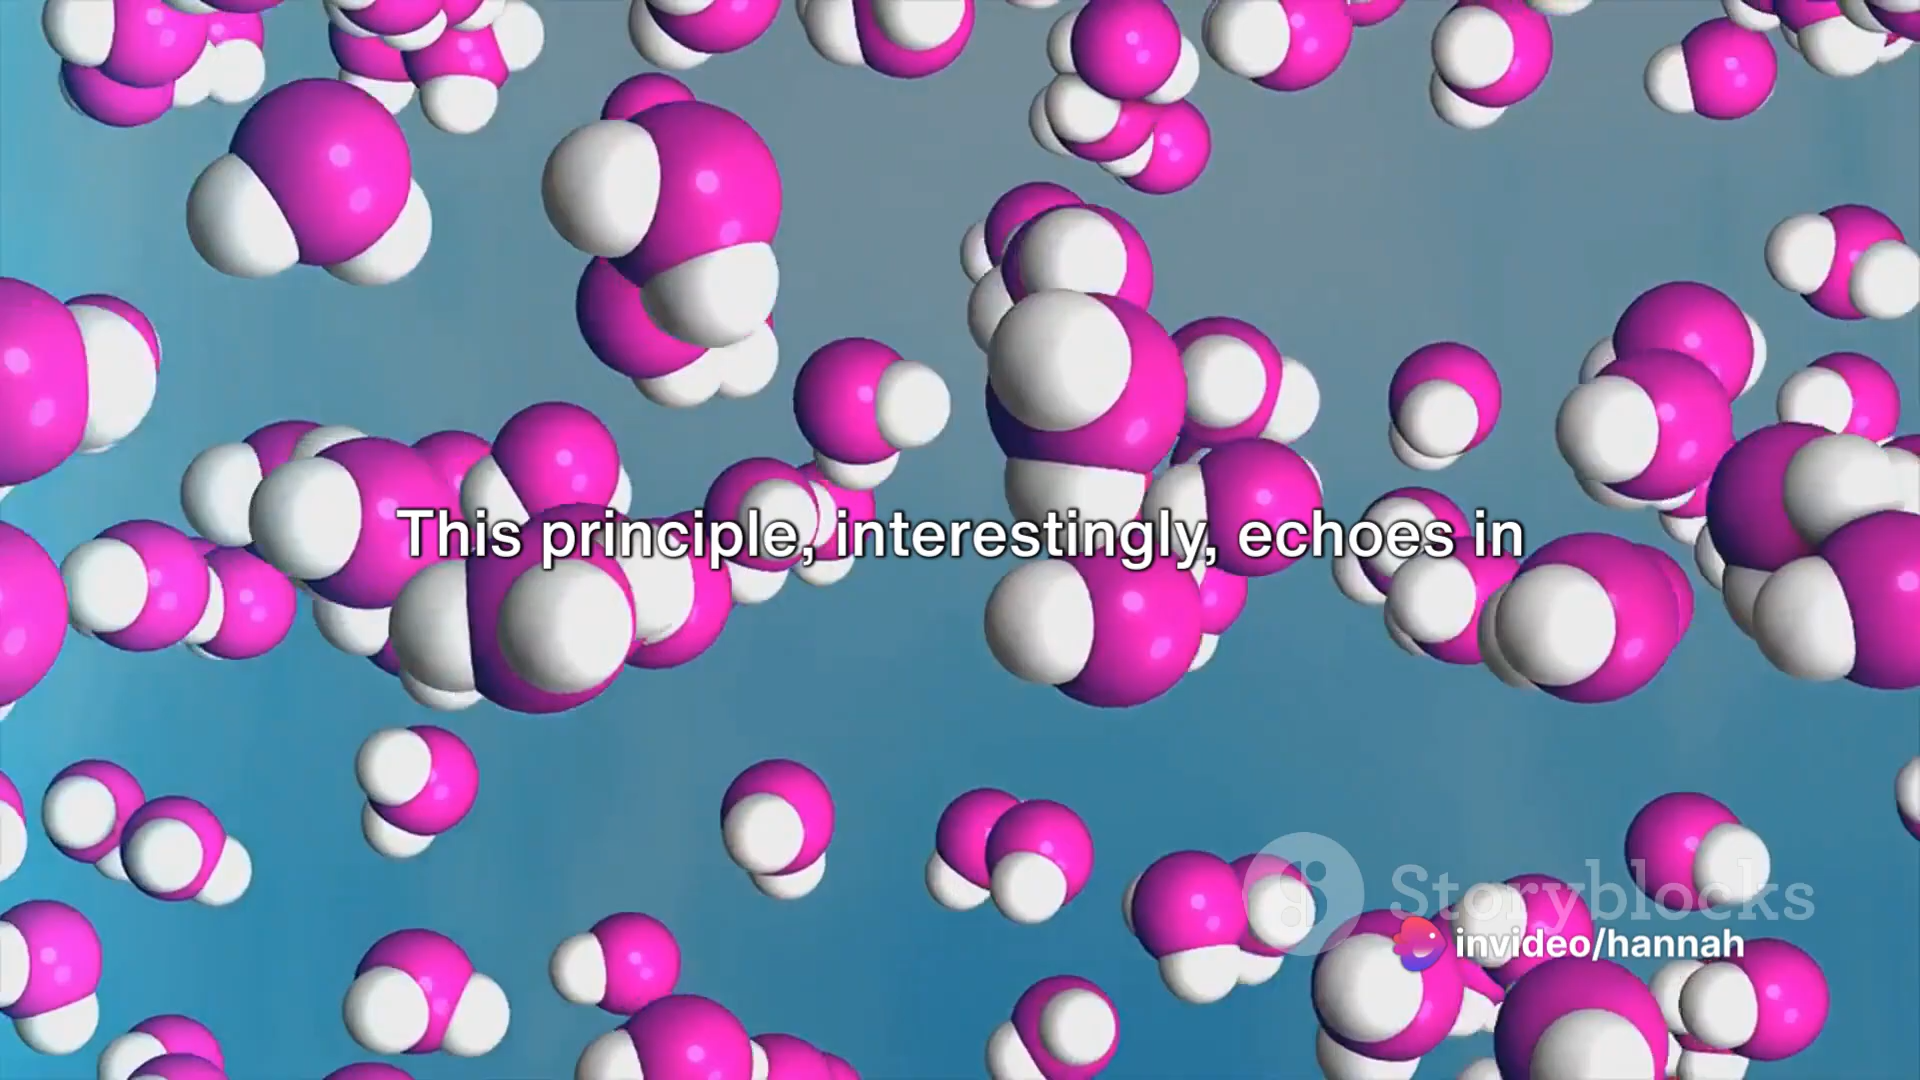 This principle, interestingly, echoes in
Storyblocks
invideo/hannah